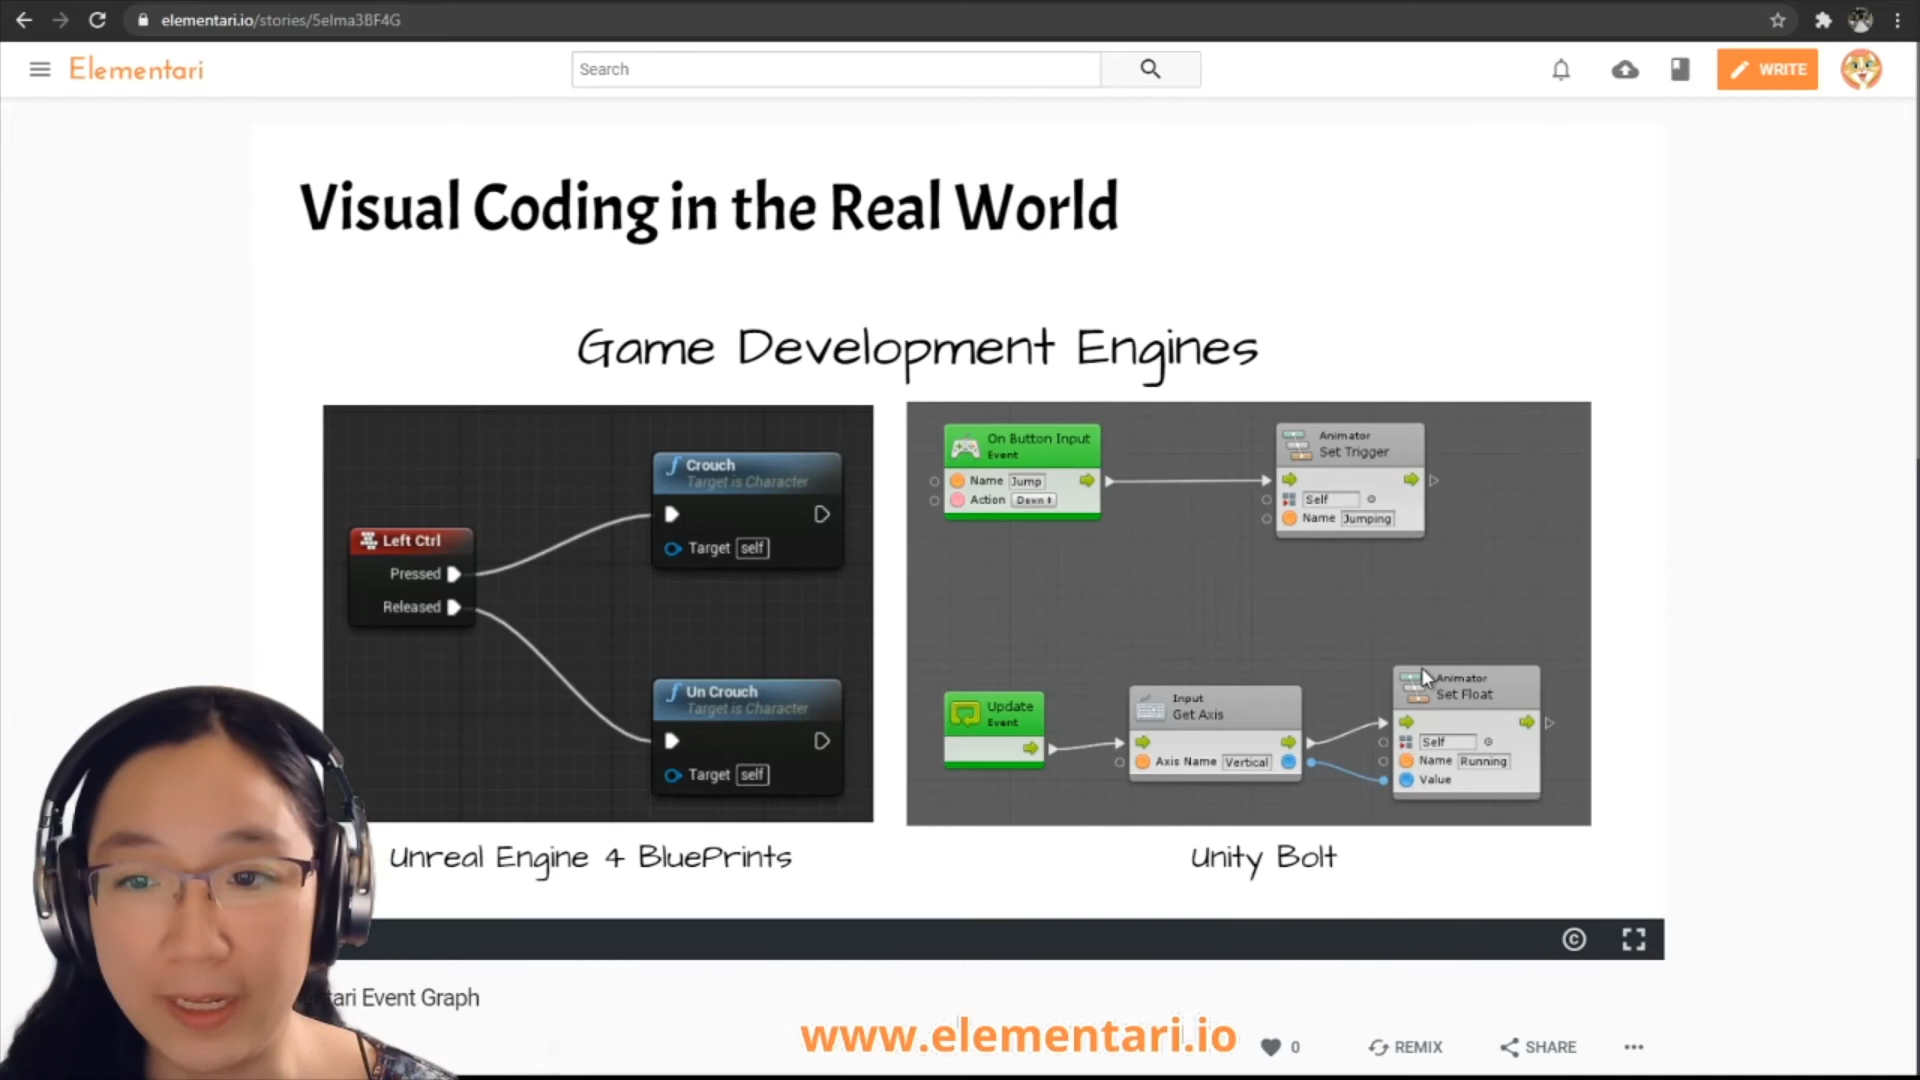 elementari.io/stories/5elma3BF4G
Elementari
Search
WRITE
Visual Coding in the Real World
Game Development Engines
Left Ctrl
Pressed
Released
Crouch
Target is Character
Target self
Un Crouch
Target is Character
Target self
On Button Input
Event
Name Jump
Action Down
Animator
Set Trigger
Self
Name Jumping
Update
Event
Input
Get Axis
Axis Name Vertical
Animator
Set Float
Self
Name Running
Value
Unreal Engine 4 BluePrints
Unity Bolt
Event Graph
www.elementari.io
0
REMIX
SHARE